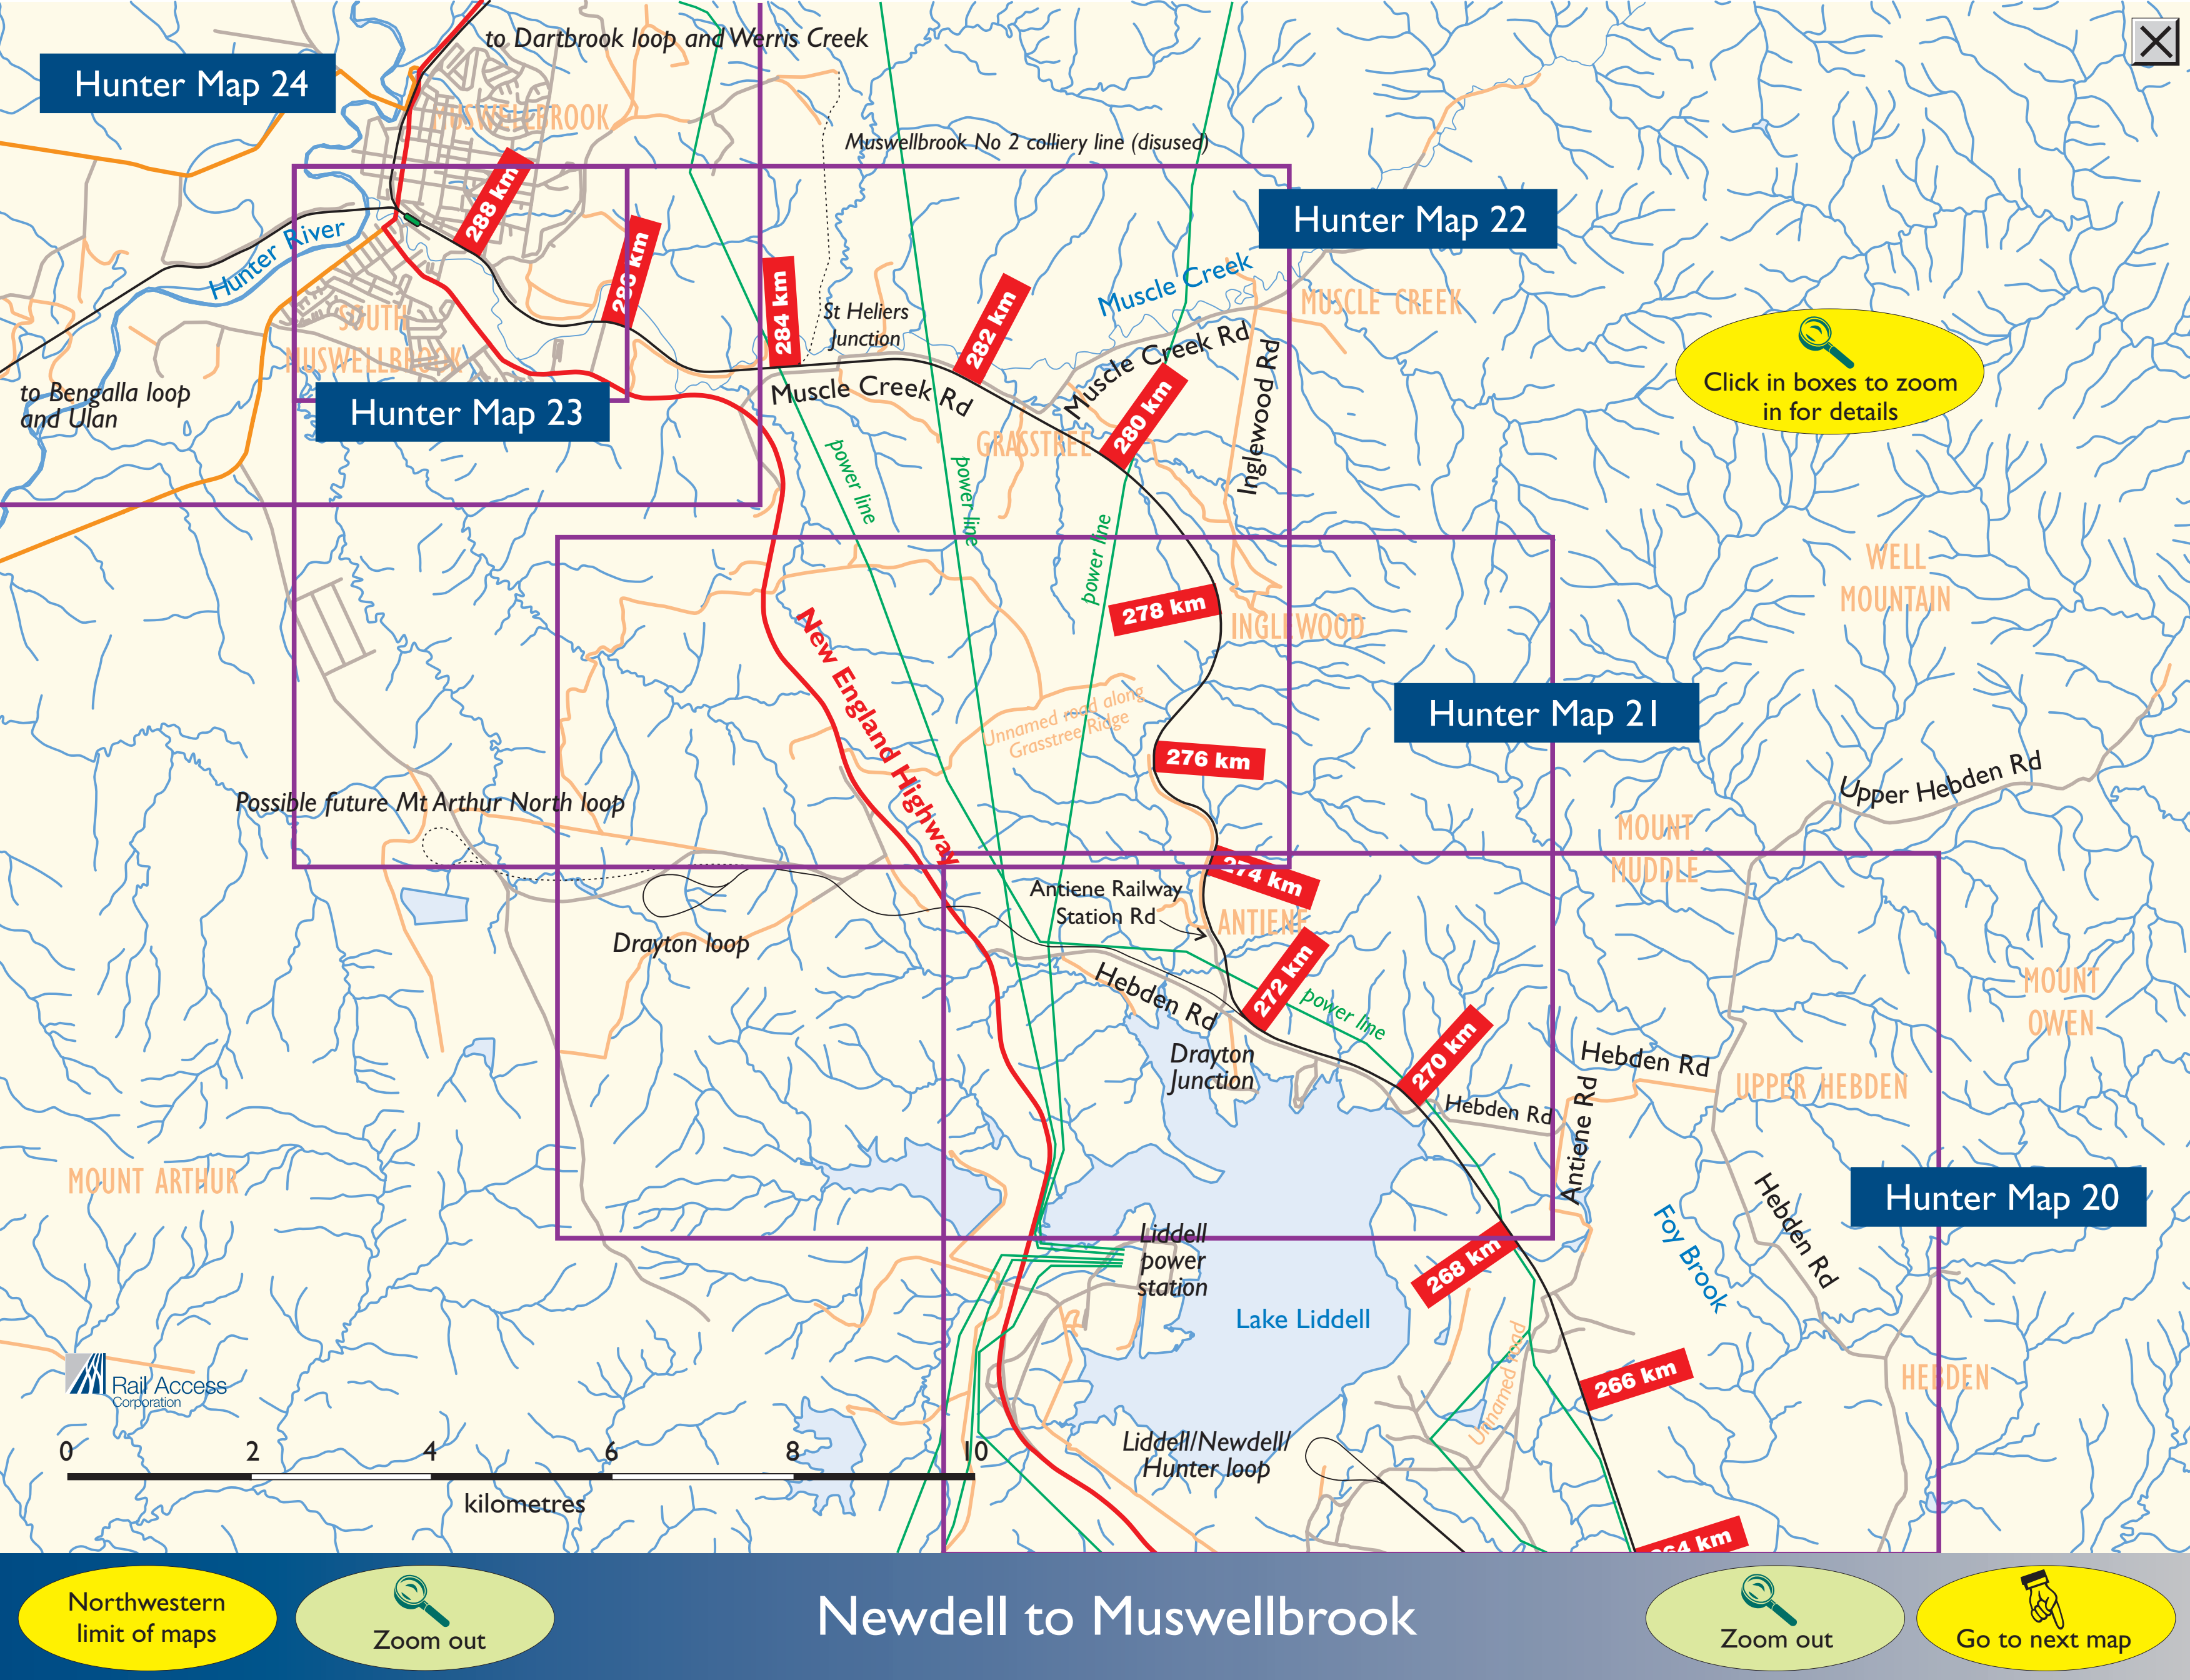 to Dartbrook loop and Werris Creek
Hunter Map 24
MUSWELLBROOK
Muswellbrook No 2 colliery line (disused)
288 km
Hunter Map 22
Hunter River
286 km
284 km
St Heliers
Junction
282 km
Muscle Creek
MUSCLE CREEK
SOUTH
MUSWELLBROOK
Muscle Creek Rd
Muscle Creek Rd
Inglewood Rd
Click in boxes to zoom
in for details
to Bengalla loop
and Ulan
Hunter Map 23
280 km
GRASSTREE
power line
power line
power line
WELL
MOUNTAIN
278 km
INGLEWOOD
New England Highway
Unnamed road along
Grasstree Ridge
Hunter Map 21
276 km
Upper Hebden Rd
Possible future Mt Arthur North loop
MOUNT
MUDDLE
274 km
Antiene Railway
Station Rd
ANTIENE
Drayton loop
272 km
Hebden Rd
power line
MOUNT
OWEN
Drayton
Junction
270 km
Hebden Rd
Hebden Rd
UPPER HEBDEN
Antiene Rd
MOUNT ARTHUR
Hebden Rd
Hunter Map 20
Foy Brook
Liddell
power
station
268 km
Lake Liddell
Unnamed road
266 km
HEBDEN
Rail Access
Corporation
0 2 4 6 8 10
kilometres
Liddell/Newdell/
Hunter loop
264 km
Northwestern
limit of maps
Zoom out
Newdell to Muswellbrook
Zoom out
Go to next map